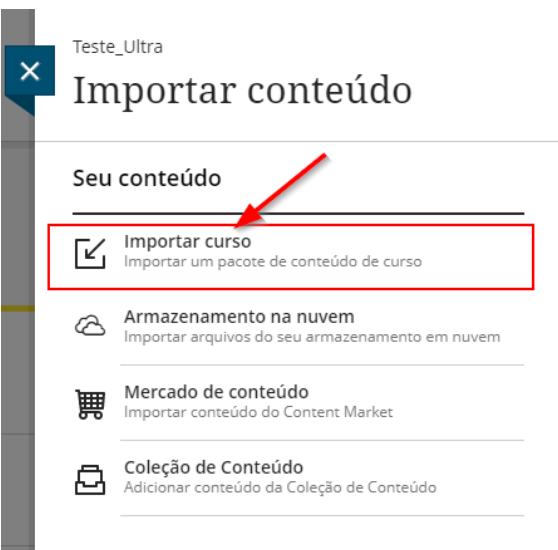 Teste_Ultra
Importar conteúdo
Seu conteúdo
Importar curso
Importar um pacote de conteúdo de curso
Armazenamento na nuvem
Importar arquivos do seu armazenamento em nuvem
Mercado de conteúdo
Importar conteúdo do Content Market
Coleção de Conteúdo
Adicionar conteúdo da Coleção de Conteúdo